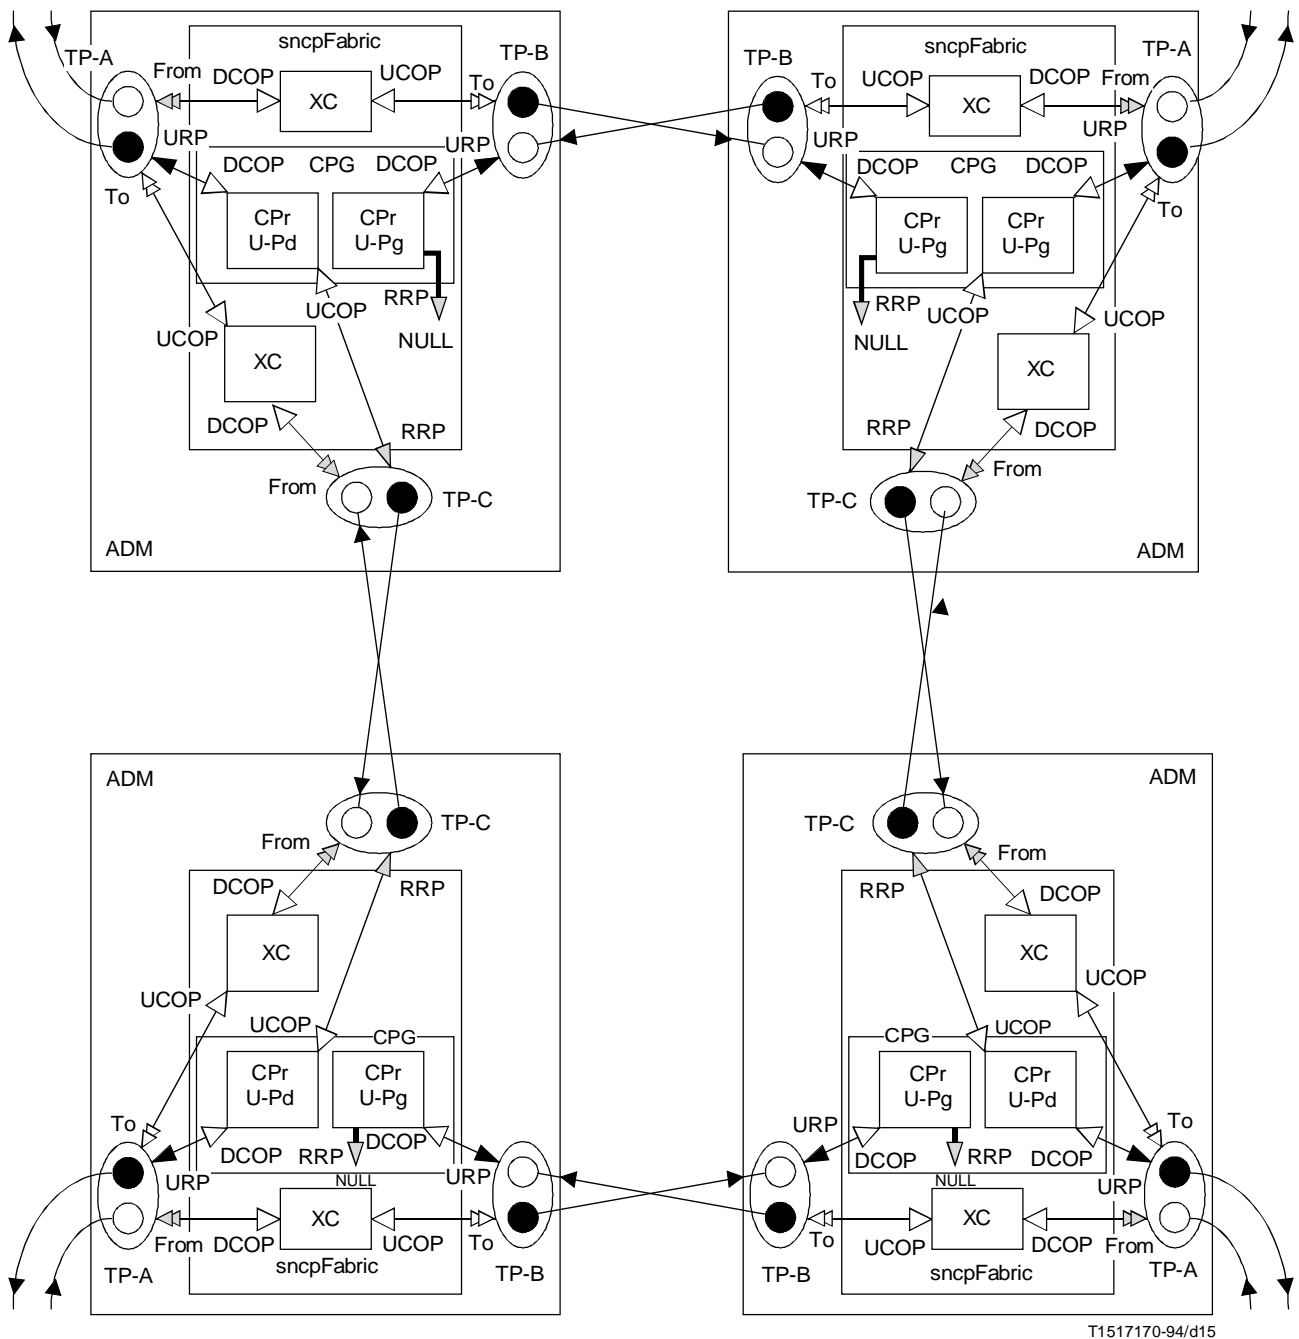 sncpFabric
TP-A
From
DCOP
UCOP
To
TP-B
XC
URP
DCOP
CPG
DCOP
URP
To
CPr
U-Pd
CPr
U-Pg
RRP
UCOP
NULL
UCOP
XC
DCOP
RRP
From
TP-C
ADM
sncpFabric
TP-B
To
UCOP
DCOP
From
TP-A
XC
URP
DCOP
CPG
DCOP
URP
To
CPr
U-Pg
CPr
U-Pg
RRP
UCOP
NULL
UCOP
XC
DCOP
RRP
From
TP-C
ADM
ADM
TP-C
From
DCOP
RRP
XC
UCOP
UCOP
CPG
CPr
U-Pd
CPr
U-Pg
To
DCOP
DCOP
RRP
URP
URP
NULL
XC
From
DCOP
UCOP
To
TP-A
sncpFabric
TP-B
ADM
TP-C
From
RRP
DCOP
XC
UCOP
CPG
UCOP
CPr
U-Pg
CPr
U-Pd
URP
To
DCOP
RRP
DCOP
URP
NULL
XC
To
UCOP
DCOP
From
TP-B
sncpFabric
TP-A
T1517170-94/d15